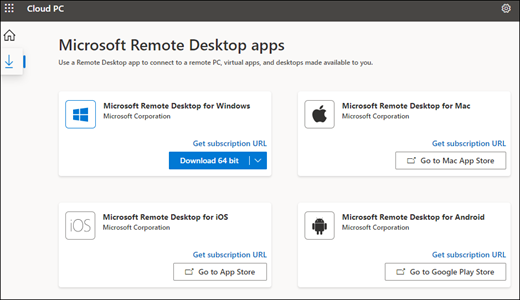 Cloud PC
Microsoft Remote Desktop apps
Use a Remote Desktop app to connect to a remote PC, virtual apps, and desktops made available to you.
Microsoft Remote Desktop for Windows
Microsoft Corporation
Get subscription URL
Download 64 bit
Microsoft Remote Desktop for Mac
Microsoft Corporation
Get subscription URL
Go to Mac App Store
iOS
Microsoft Remote Desktop for iOS
Microsoft Corporation
Get subscription URL
Go to App Store
Microsoft Remote Desktop for Android
Microsoft Corporation
Get subscription URL
Go to Google Play Store